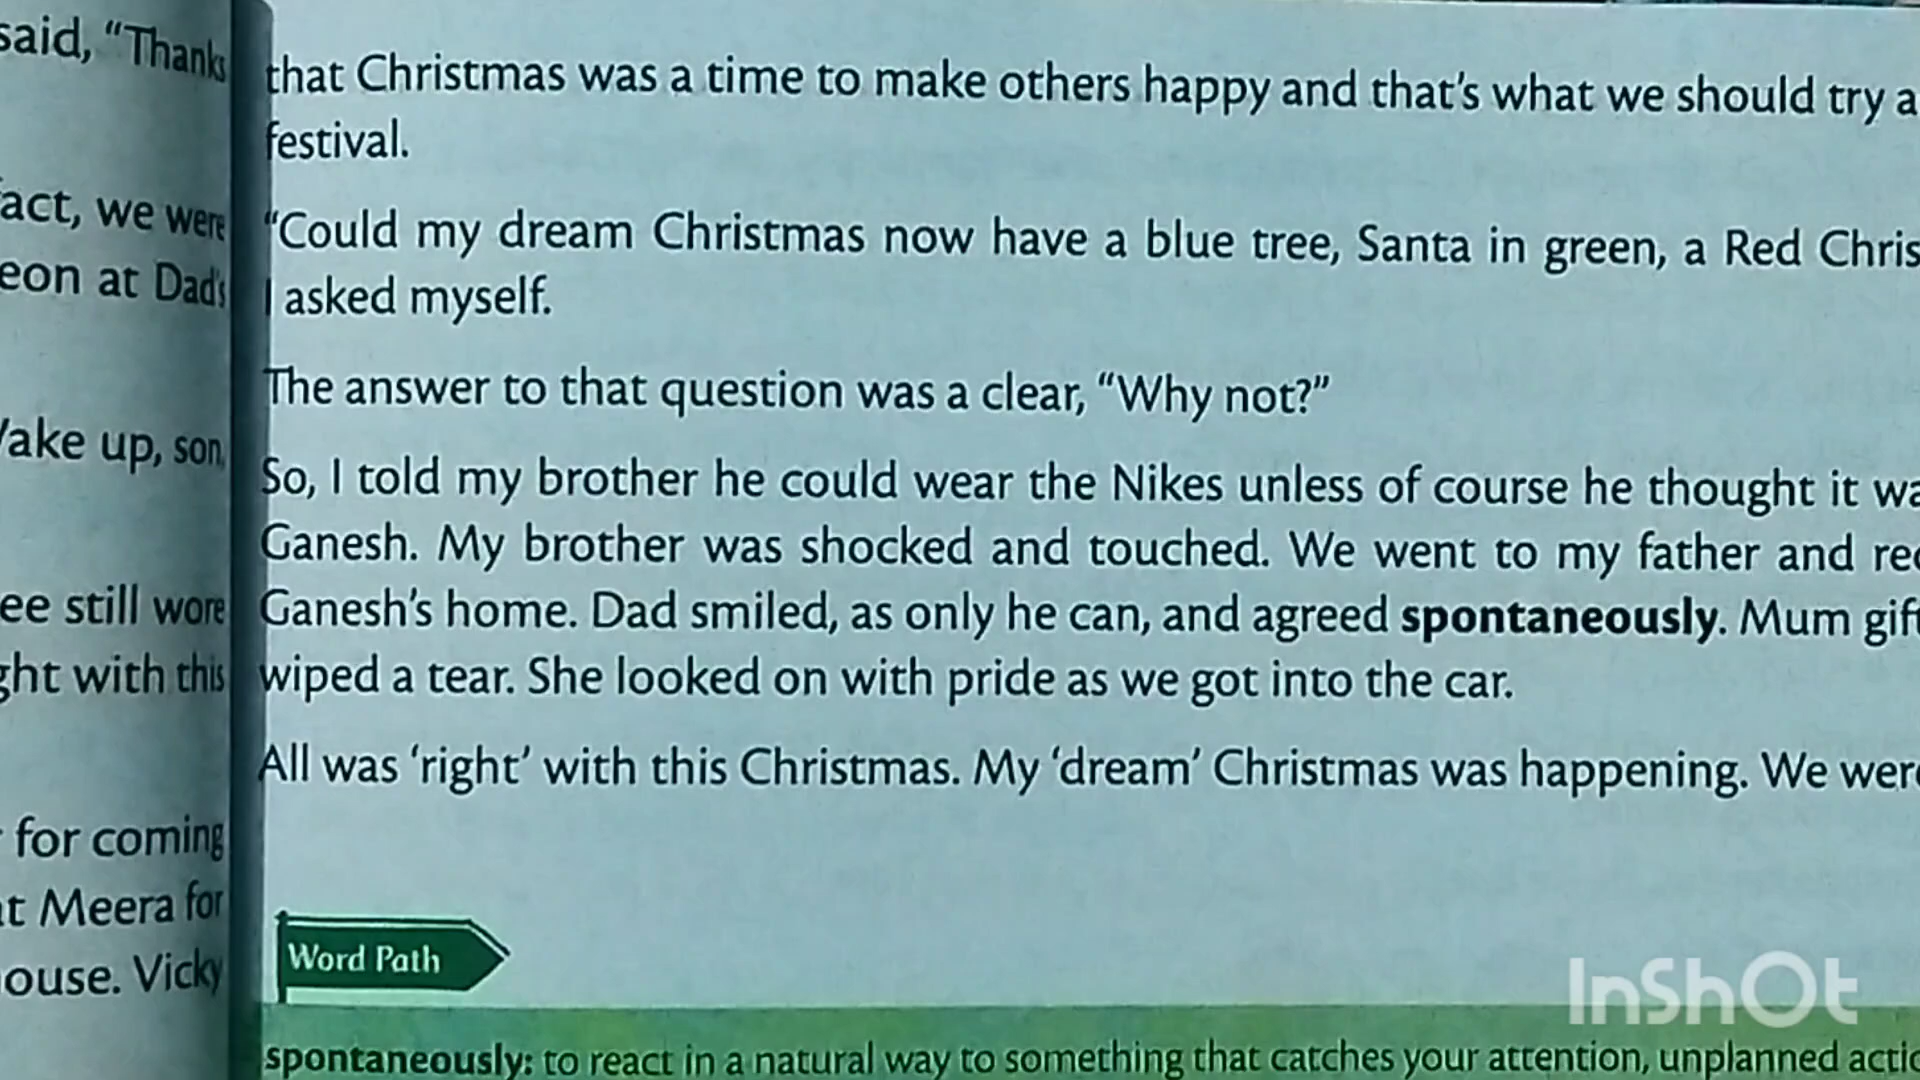 said, “Thanks
act, we were
eon at Dad's
ake up, son,
ee still wore
ght with this
for coming
at Meera for
ouse. Vicky
that Christmas was a time to make others happy and that’s what we should try a
festival.
“Could my dream Christmas now have a blue tree, Santa in green, a Red Chris
I asked myself.
The answer to that question was a clear, “Why not?”
So, I told my brother he could wear the Nikes unless of course he thought it wa
Ganesh. My brother was shocked and touched. We went to my father and rec
Ganesh’s home. Dad smiled, as only he can, and agreed spontaneously. Mum gift
wiped a tear. She looked on with pride as we got into the car.
All was ‘right’ with this Christmas. My ‘dream’ Christmas was happening. We were
Word Path
spontaneously: to react in a natural way to something that catches your attention, unplanned actio
InShOt